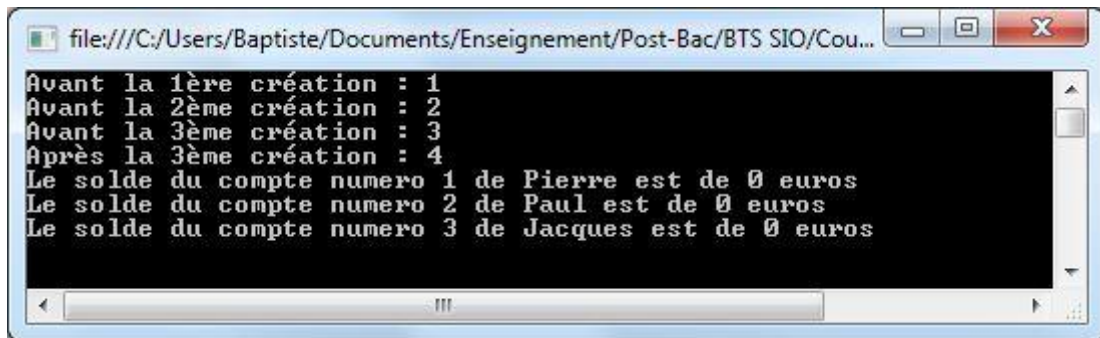 file:///C:/Users/Baptiste/Documents/Enseignement/Post-Bac/BTS SIO/Cou...
Avant la 1ère création : 1
Avant la 2ème création : 2
Avant la 3ème création : 3
Après la 3ème création : 4
Le solde du compte numero 1 de Pierre est de 0 euros
Le solde du compte numero 2 de Paul est de 0 euros
Le solde du compte numero 3 de Jacques est de 0 euros